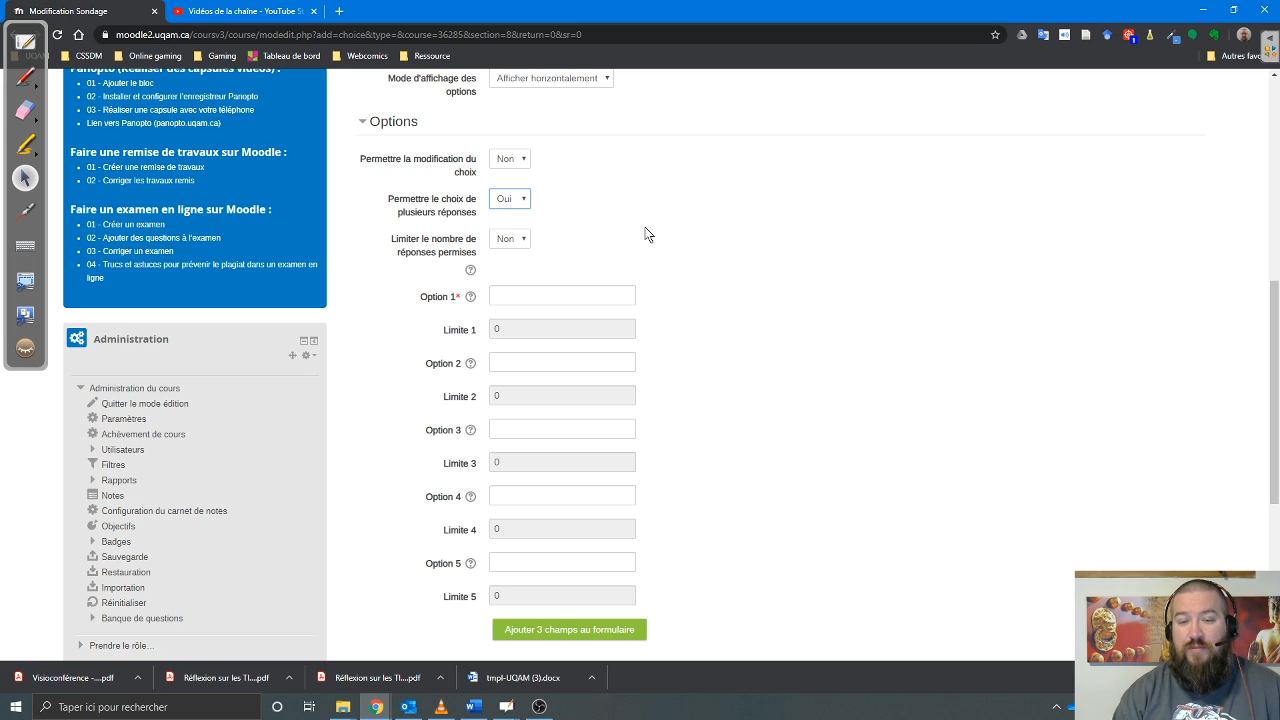 Modification Sondage
Vidéos de la chaîne - YouTube St
moodle2.uqam.ca/coursv3/course/modedit.php?add=choice&type=&course=36285&section=8&return=0&sr=0
UQAM
CSSDM
Online gaming
Gaming
Tableau de bord
Webcomics
Ressource
Autres favo
Panopto (Réaliser des capsules vidéos) :
01 - Ajouter le bloc
02 - Installer et configurer l'enregistreur Panopto
03 - Réaliser une capsule avec votre téléphone
Lien vers Panopto (panopto.uqam.ca)
Faire une remise de travaux sur Moodle :
01 - Créer une remise de travaux
02 - Corriger les travaux remis
Faire un examen en ligne sur Moodle :
01 - Créer un examen
02 - Ajouter des questions à l'examen
03 - Corriger un examen
04 - Trucs et astuces pour prévenir le plagiat dans un examen en
ligne
Administration
Administration du cours
Quitter le mode édition
Paramètres
Achèvement de cours
Utilisateurs
Filtres
Rapports
Notes
Configuration du carnet de notes
Objectifs
Badges
Sauvegarde
Restauration
Importation
Réinitialiser
Banque de questions
Prendre le rôle…
Mode d'affichage des
options
Afficher horizontalement
Options
Permettre la modification du
choix
Non
Permettre le choix de
plusieurs réponses
Oui
Limiter le nombre de
réponses permises
Non
Option 1*
Limite 1
0
Option 2
Limite 2
0
Option 3
Limite 3
0
Option 4
Limite 4
0
Option 5
Limite 5
0
Ajouter 3 champs au formulaire
Visioconférence -....pdf
Réflexion sur les TI....pdf
Réflexion sur les TI....pdf
tmpl-UQAM (3).docx
Taper ici pour rechercher